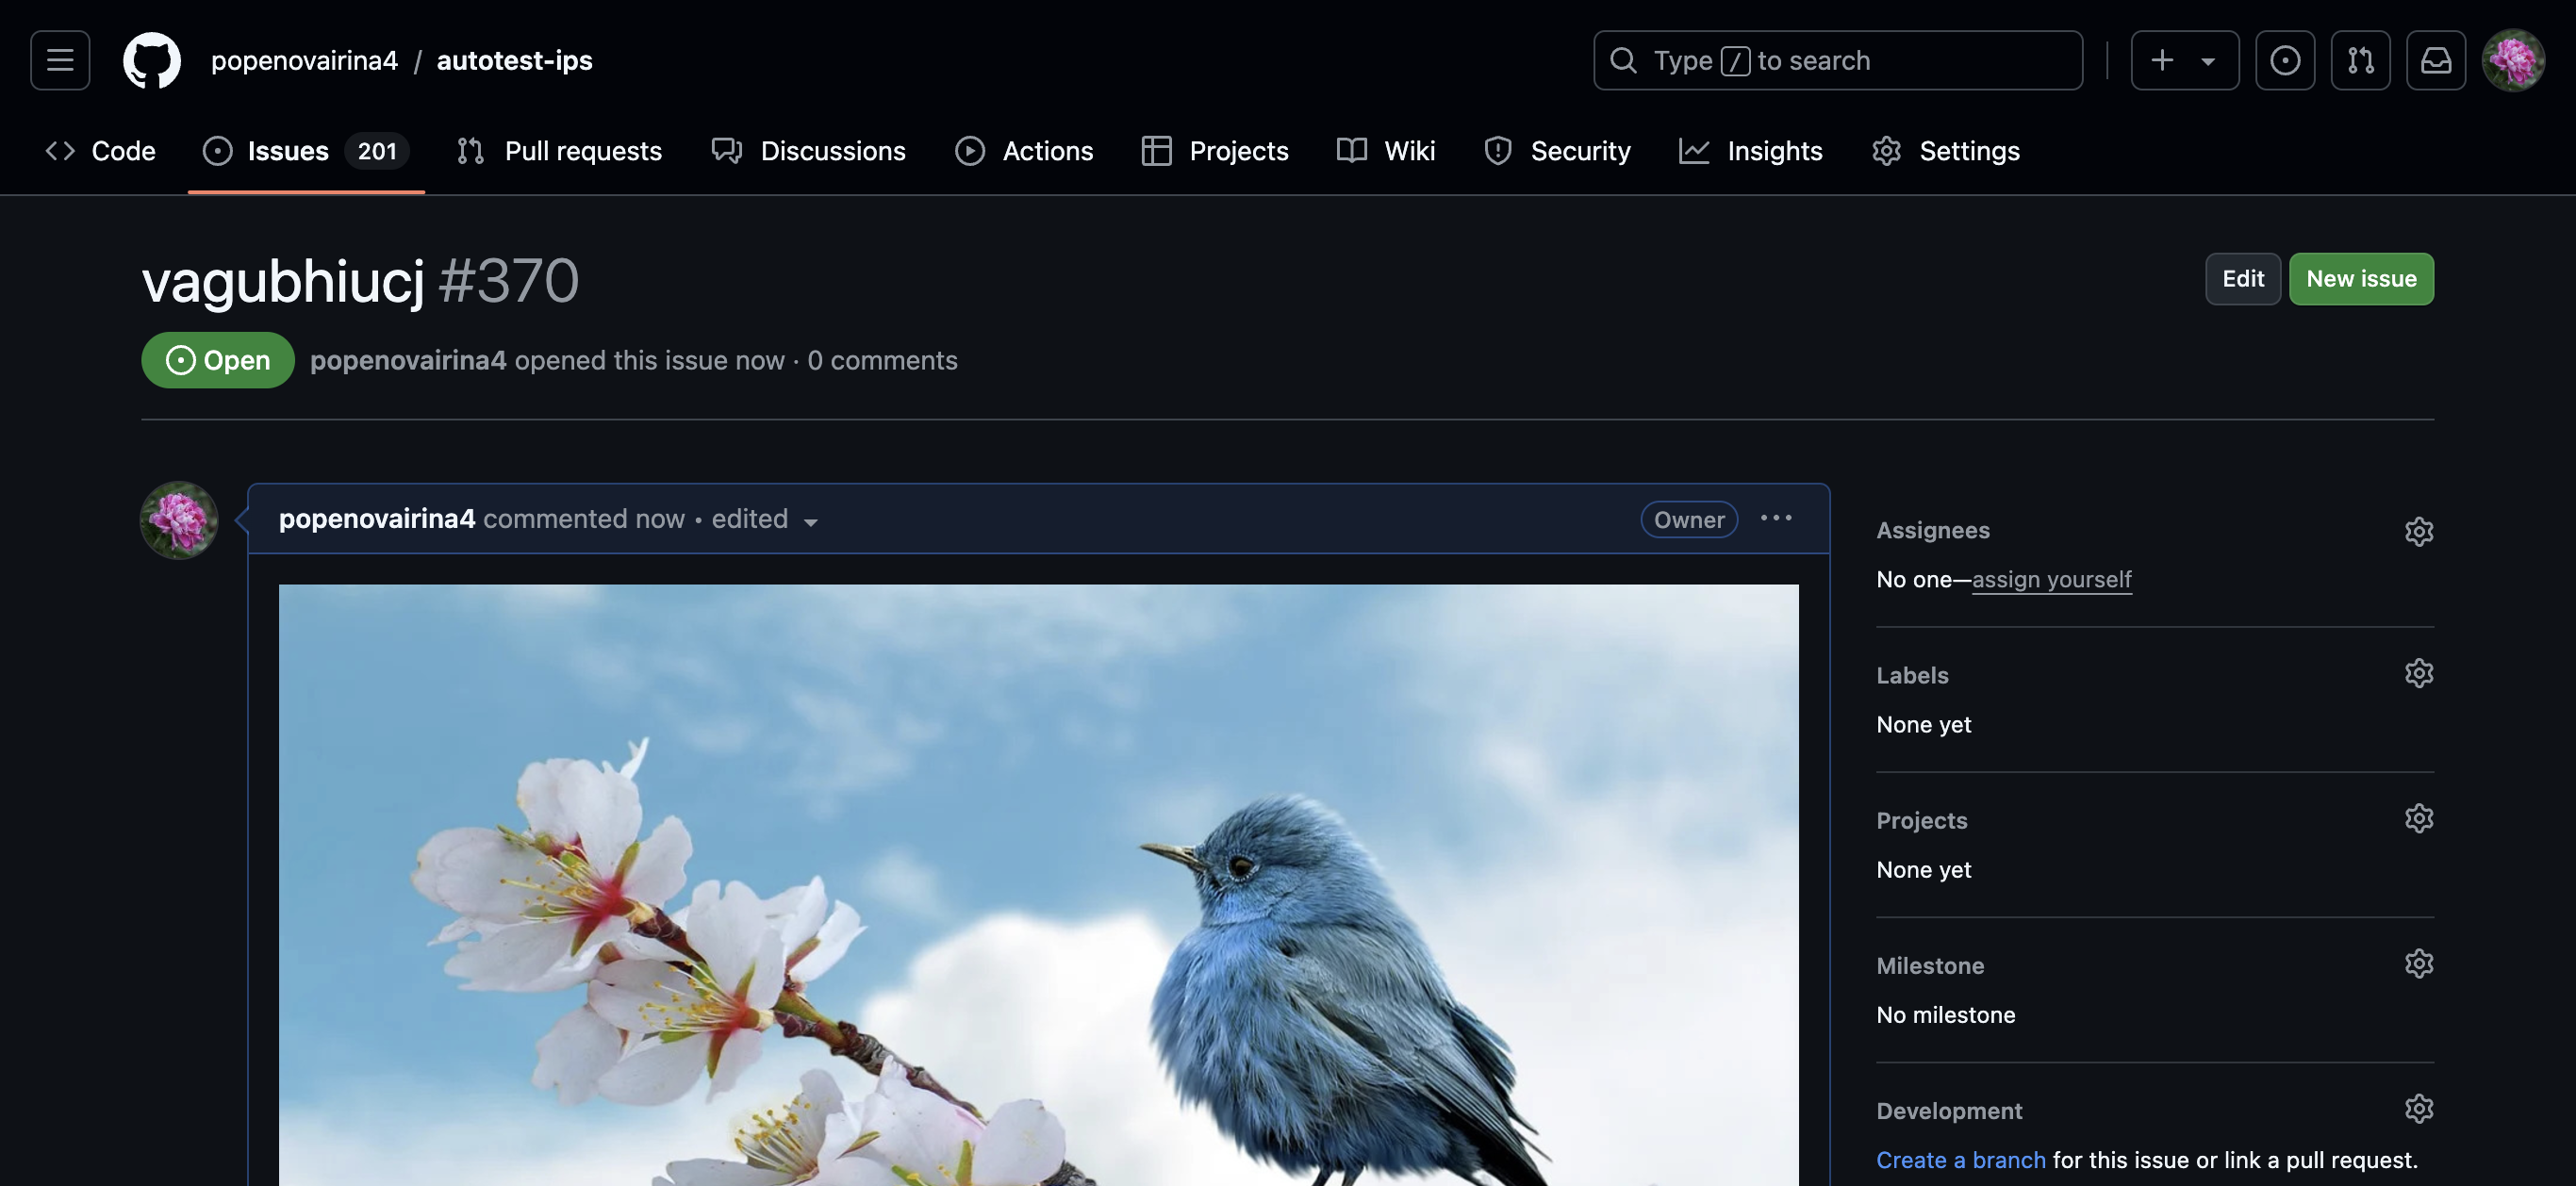 popenovairina4 / autotest-ips
Type / to search
Code
Issues 201
Pull requests
Discussions
Actions
Projects
Wiki
Security
Insights
Settings
vagubhiucj #370
Edit
New issue
Open
popenovairina4 opened this issue now · 0 comments
popenovairina4 commented now • edited
Owner
Assignees
No one—assign yourself
Labels
None yet
Projects
None yet
Milestone
No milestone
Development
Create a branch for this issue or link a pull request.